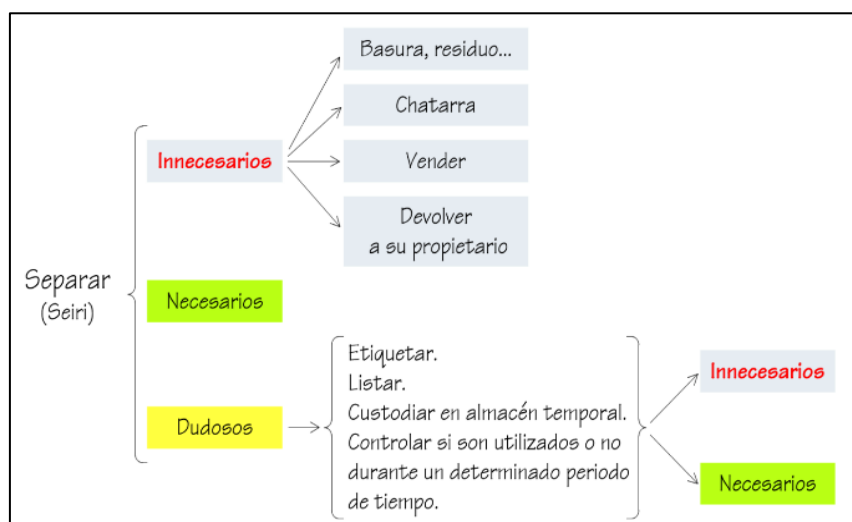 Basura, residuo...
Chatarra
Innecesarios
Vender
Devolver
a su propietario
Separar
(Seiri)
Necesarios
Etiquetar.
Listar.
Custodiar en almacén temporal.
Controlar si son utilizados o no
durante un determinado periodo
de tiempo.
Dudosos
Innecesarios
Necesarios